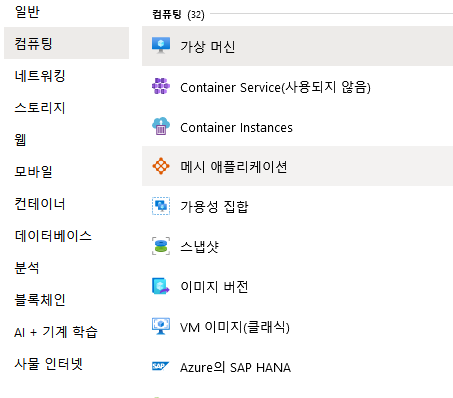 일반
컴퓨팅
네트워킹
스토리지
웹
모바일
컨테이너
데이터베이스
분석
블록체인
AI + 기계 학습
사물 인터넷
컴퓨팅 (32)
가상 머신
Container Service(사용되지 않음)
Container Instances
메시 애플리케이션
가용성 집합
스냅샷
이미지 버전
VM 이미지(클래식)
SAP Azure의 SAP HANA